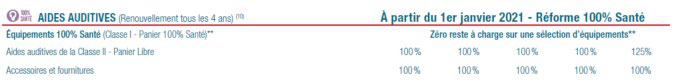 AIDES AUDITIVES (Renouvellement tous les 4 ans) (10) À partir du 1er janvier 2021 - Réforme 100% Santé
Équipements 100% Santé (Classe I - Panier 100% Santé)** Zéro reste à charge sur une sélection d'équipements**
Aides auditives de la Classe II - Panier Libre 100% 100% 100% 100% 125%
Accessoires et fournitures 100% 100% 100% 100% 100%